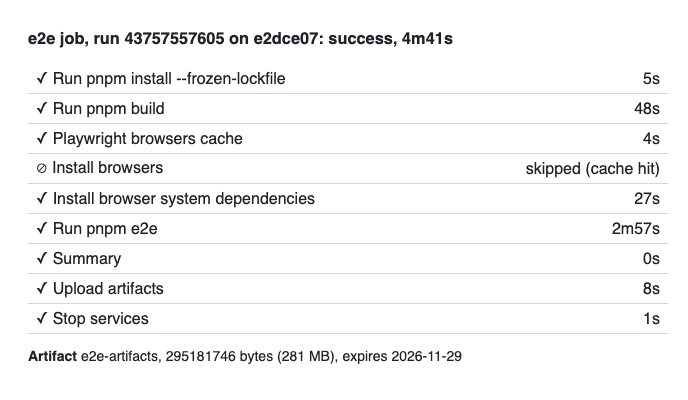 e2e job, run 43757557605 on e2dce07: success, 4m41s
✓ Run pnpm install --frozen-lockfile 5s
✓ Run pnpm build 48s
✓ Playwright browsers cache 4s
⊘ Install browsers skipped (cache hit)
✓ Install browser system dependencies 27s
✓ Run pnpm e2e 2m57s
✓ Summary 0s
✓ Upload artifacts 8s
✓ Stop services 1s
Artifact e2e-artifacts, 295181746 bytes (281 MB), expires 2026-11-29